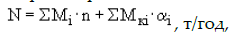 N = ΣMᵢ· n + ΣMₖᵢ· αᵢ , т/год,